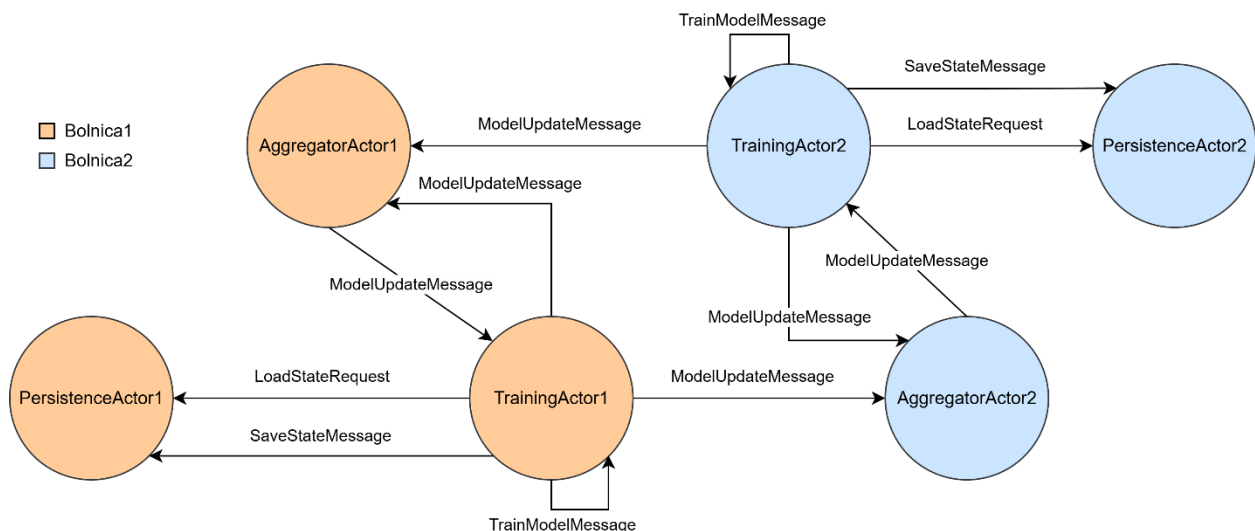 TrainModelMessage
SaveStateMessage
Bolnica1
Bolnica2
ModelUpdateMessage
LoadStateRequest
AggregatorActor1
TrainingActor2
PersistenceActor2
ModelUpdateMessage
ModelUpdateMessage
ModelUpdateMessage
ModelUpdateMessage
LoadStateRequest
ModelUpdateMessage
PersistenceActor1
TrainingActor1
AggregatorActor2
SaveStateMessage
TrainModelMessage